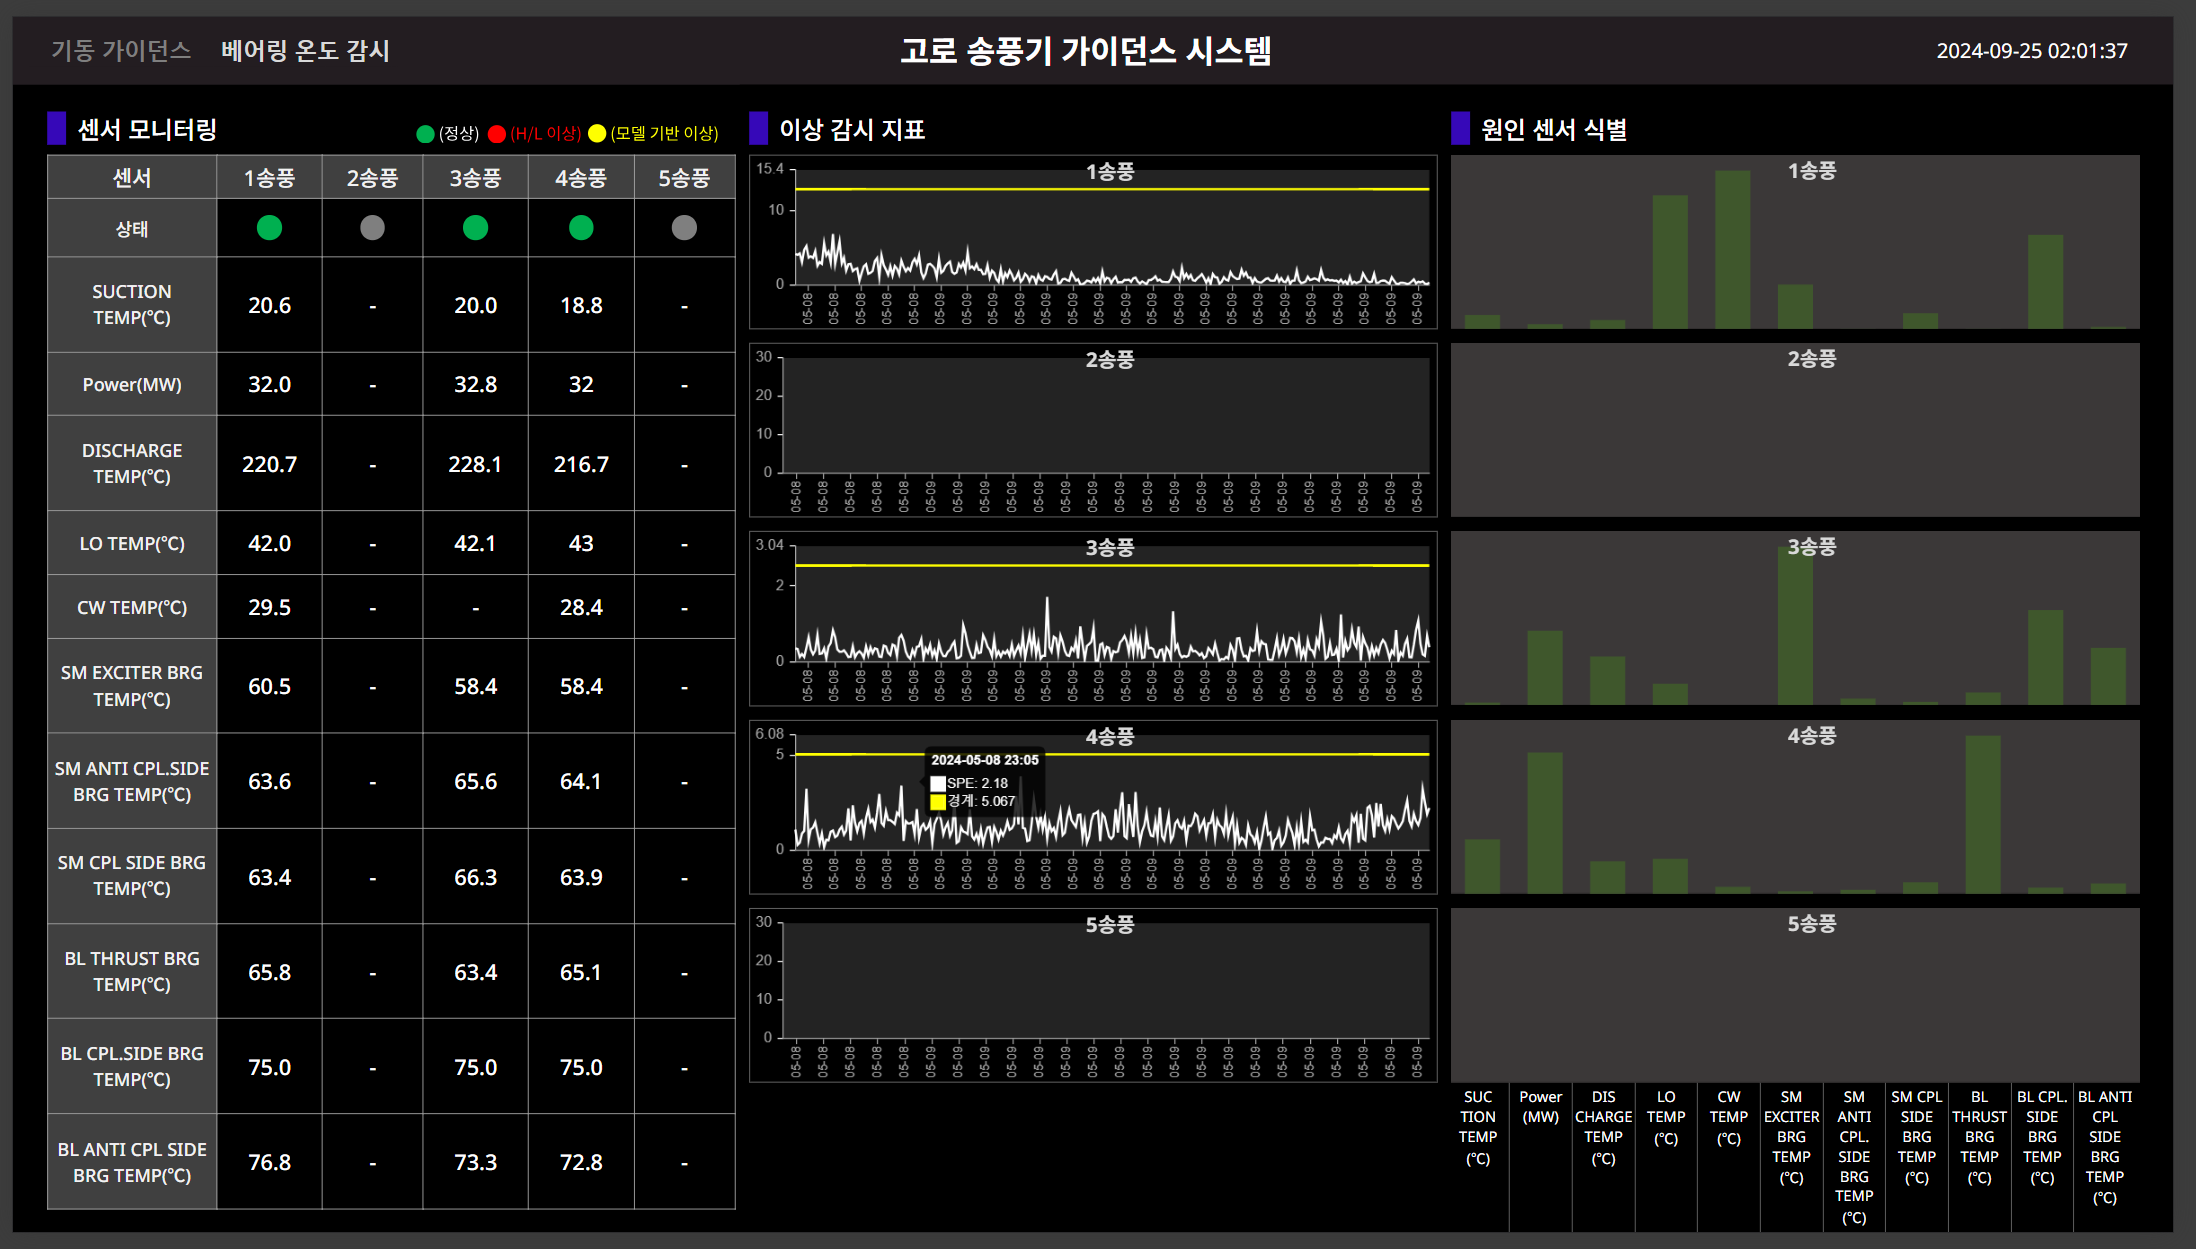 기동 가이던스 베어링 온도 감시 고로 송풍기 가이던스 시스템 2024-09-25 02:01:37
센서 모니터링 (정상) (H/L 이상) (모델 기반 이상)
센서 1송풍 2송풍 3송풍 4송풍 5송풍
상태
SUCTION
TEMP(℃) 20.6 - 20.0 18.8 -
Power(MW) 32.0 - 32.8 32 -
DISCHARGE
TEMP(℃) 220.7 - 228.1 216.7 -
LO TEMP(℃) 42.0 - 42.1 43 -
CW TEMP(℃) 29.5 - - 28.4 -
SM EXCITER BRG
TEMP(℃) 60.5 - 58.4 58.4 -
SM ANTI CPL.SIDE
BRG TEMP(℃) 63.6 - 65.6 64.1 -
SM CPL SIDE BRG
TEMP(℃) 63.4 - 66.3 63.9 -
BL THRUST BRG
TEMP(℃) 65.8 - 63.4 65.1 -
BL CPL.SIDE BRG
TEMP(℃) 75.0 - 75.0 75.0 -
BL ANTI CPL SIDE
BRG TEMP(℃) 76.8 - 73.3 72.8 -
이상 감시 지표
1송풍
15.4
10
0
05-08 05-08 05-08 05-08 05-09 05-09 05-09 05-09 05-09 05-09 05-09 05-09 05-09 05-09 05-09 05-09 05-09 05-09 05-09 05-09 05-09 05-09 05-09 05-09
2송풍
30
20
10
0
05-08 05-08 05-08 05-08 05-08 05-09 05-09 05-09 05-09 05-09 05-09 05-09 05-09 05-09 05-09 05-09 05-09 05-09 05-09 05-09 05-09 05-09 05-09 05-09
3송풍
3.04
2
0
05-08 05-08 05-08 05-08 05-09 05-09 05-09 05-09 05-09 05-09 05-09 05-09 05-09 05-09 05-09 05-09 05-09 05-09 05-09 05-09 05-09 05-09 05-09 05-09
4송풍
6.08
5
0
2024-05-08 23:05
SPE: 2.18
경계: 5.067
05-08 05-08 05-08 05-08 05-09 05-09 05-09 05-09 05-09 05-09 05-09 05-09 05-09 05-09 05-09 05-09 05-09 05-09 05-09 05-09 05-09 05-09 05-09 05-09
5송풍
30
20
10
0
05-08 05-08 05-08 05-08 05-08 05-09 05-09 05-09 05-09 05-09 05-09 05-09 05-09 05-09 05-09 05-09 05-09 05-09 05-09 05-09 05-09 05-09 05-09 05-09
원인 센서 식별
1송풍
2송풍
3송풍
4송풍
5송풍
SUC
TION
TEMP
(℃)
Power
(MW)
DIS
CHARGE
TEMP
(℃)
LO
TEMP
(℃)
CW
TEMP
(℃)
SM
EXCITER
BRG
TEMP
(℃)
SM
ANTI
CPL.
SIDE
BRG
TEMP
(℃)
SM CPL
SIDE
BRG
TEMP
(℃)
BL
THRUST
BRG
TEMP
(℃)
BL CPL.
SIDE
BRG
TEMP
(℃)
BL ANTI
CPL
SIDE
BRG
TEMP
(℃)